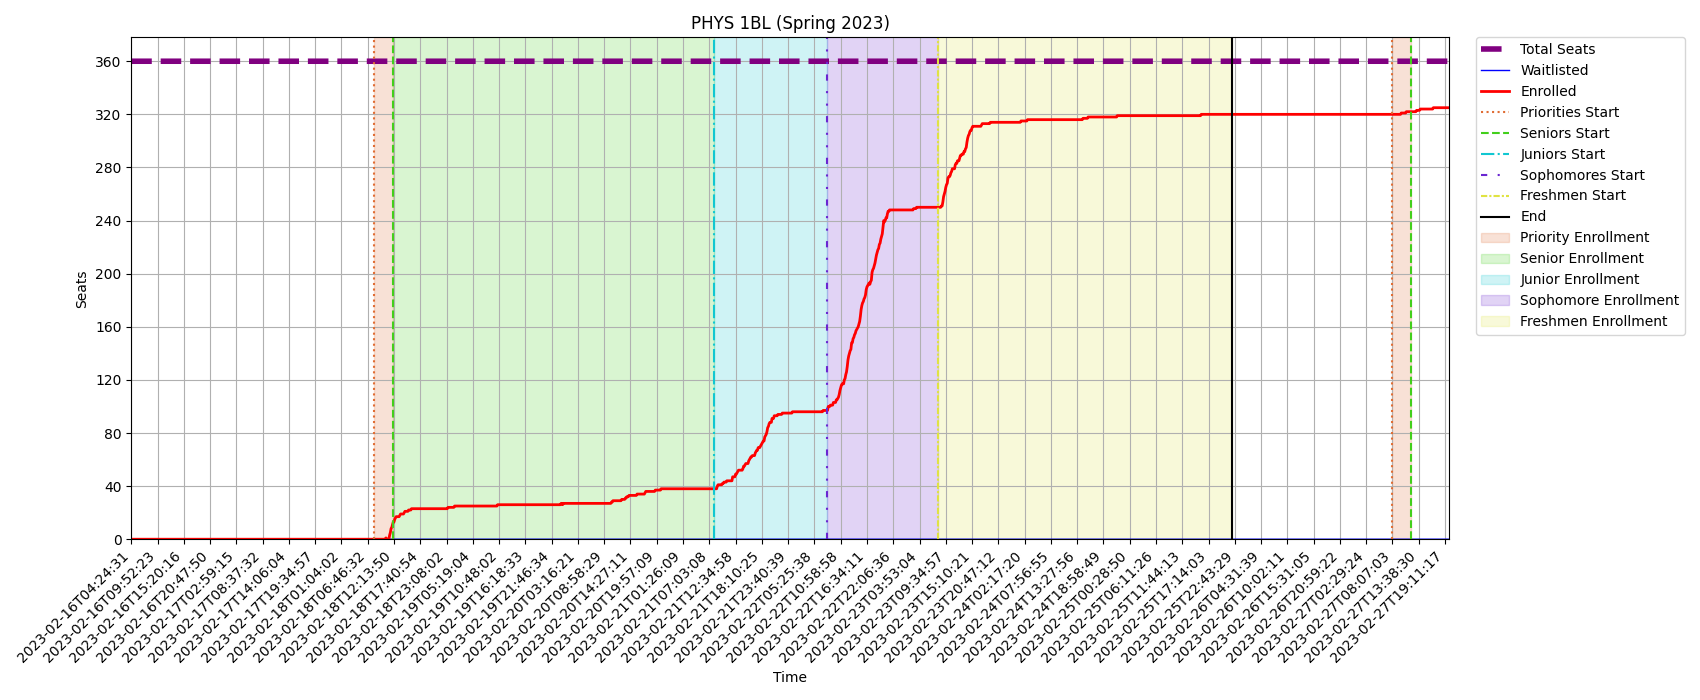 PHYS 1BL (Spring 2023)
Seats
360
320
280
240
200
160
120
80
40
0
2023-02-16T04:24:31
2023-02-16T09:52:23
2023-02-16T15:20:16
2023-02-16T20:47:50
2023-02-17T02:59:15
2023-02-17T08:37:32
2023-02-17T14:06:04
2023-02-17T19:34:57
2023-02-18T01:04:02
2023-02-18T06:46:32
2023-02-18T12:13:50
2023-02-18T17:40:54
2023-02-18T23:08:02
2023-02-19T05:19:04
2023-02-19T10:48:02
2023-02-19T16:18:33
2023-02-19T21:46:34
2023-02-20T03:16:21
2023-02-20T08:58:29
2023-02-20T14:27:11
2023-02-20T19:57:09
2023-02-21T01:26:09
2023-02-21T07:03:08
2023-02-21T12:34:58
2023-02-21T18:10:25
2023-02-21T23:40:39
2023-02-22T05:25:38
2023-02-22T10:58:58
2023-02-22T16:34:11
2023-02-22T22:06:36
2023-02-23T03:53:04
2023-02-23T09:34:57
2023-02-23T15:10:21
2023-02-23T20:47:12
2023-02-24T02:17:20
2023-02-24T07:56:55
2023-02-24T13:27:56
2023-02-24T18:58:49
2023-02-25T00:28:50
2023-02-25T06:11:26
2023-02-25T11:44:13
2023-02-25T17:14:03
2023-02-25T22:43:29
2023-02-26T04:31:39
2023-02-26T10:02:11
2023-02-26T15:31:05
2023-02-26T20:59:22
2023-02-27T02:29:24
2023-02-27T08:07:03
2023-02-27T13:38:30
2023-02-27T19:11:17
Time
Total Seats
Waitlisted
Enrolled
Priorities Start
Seniors Start
Juniors Start
Sophomores Start
Freshmen Start
End
Priority Enrollment
Senior Enrollment
Junior Enrollment
Sophomore Enrollment
Freshmen Enrollment